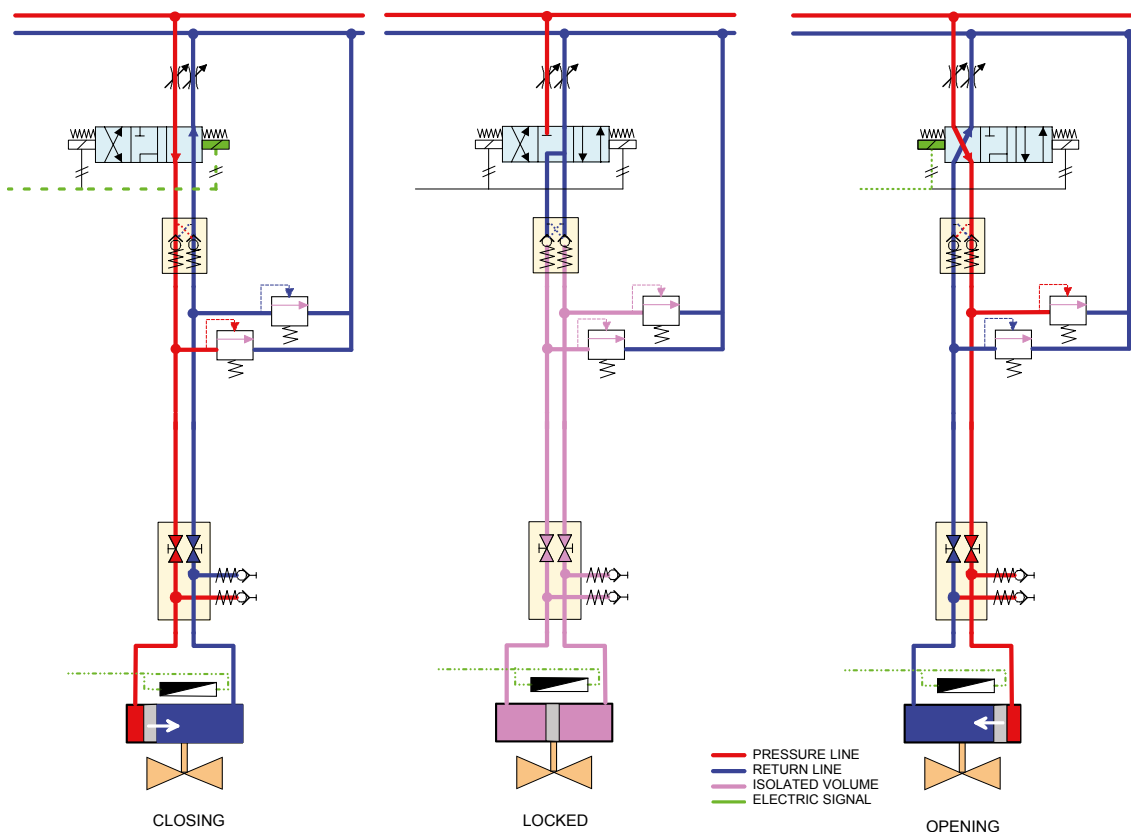 PRESSURE LINE
RETURN LINE
ISOLATED VOLUME
ELECTRIC SIGNAL
CLOSING
LOCKED
OPENING